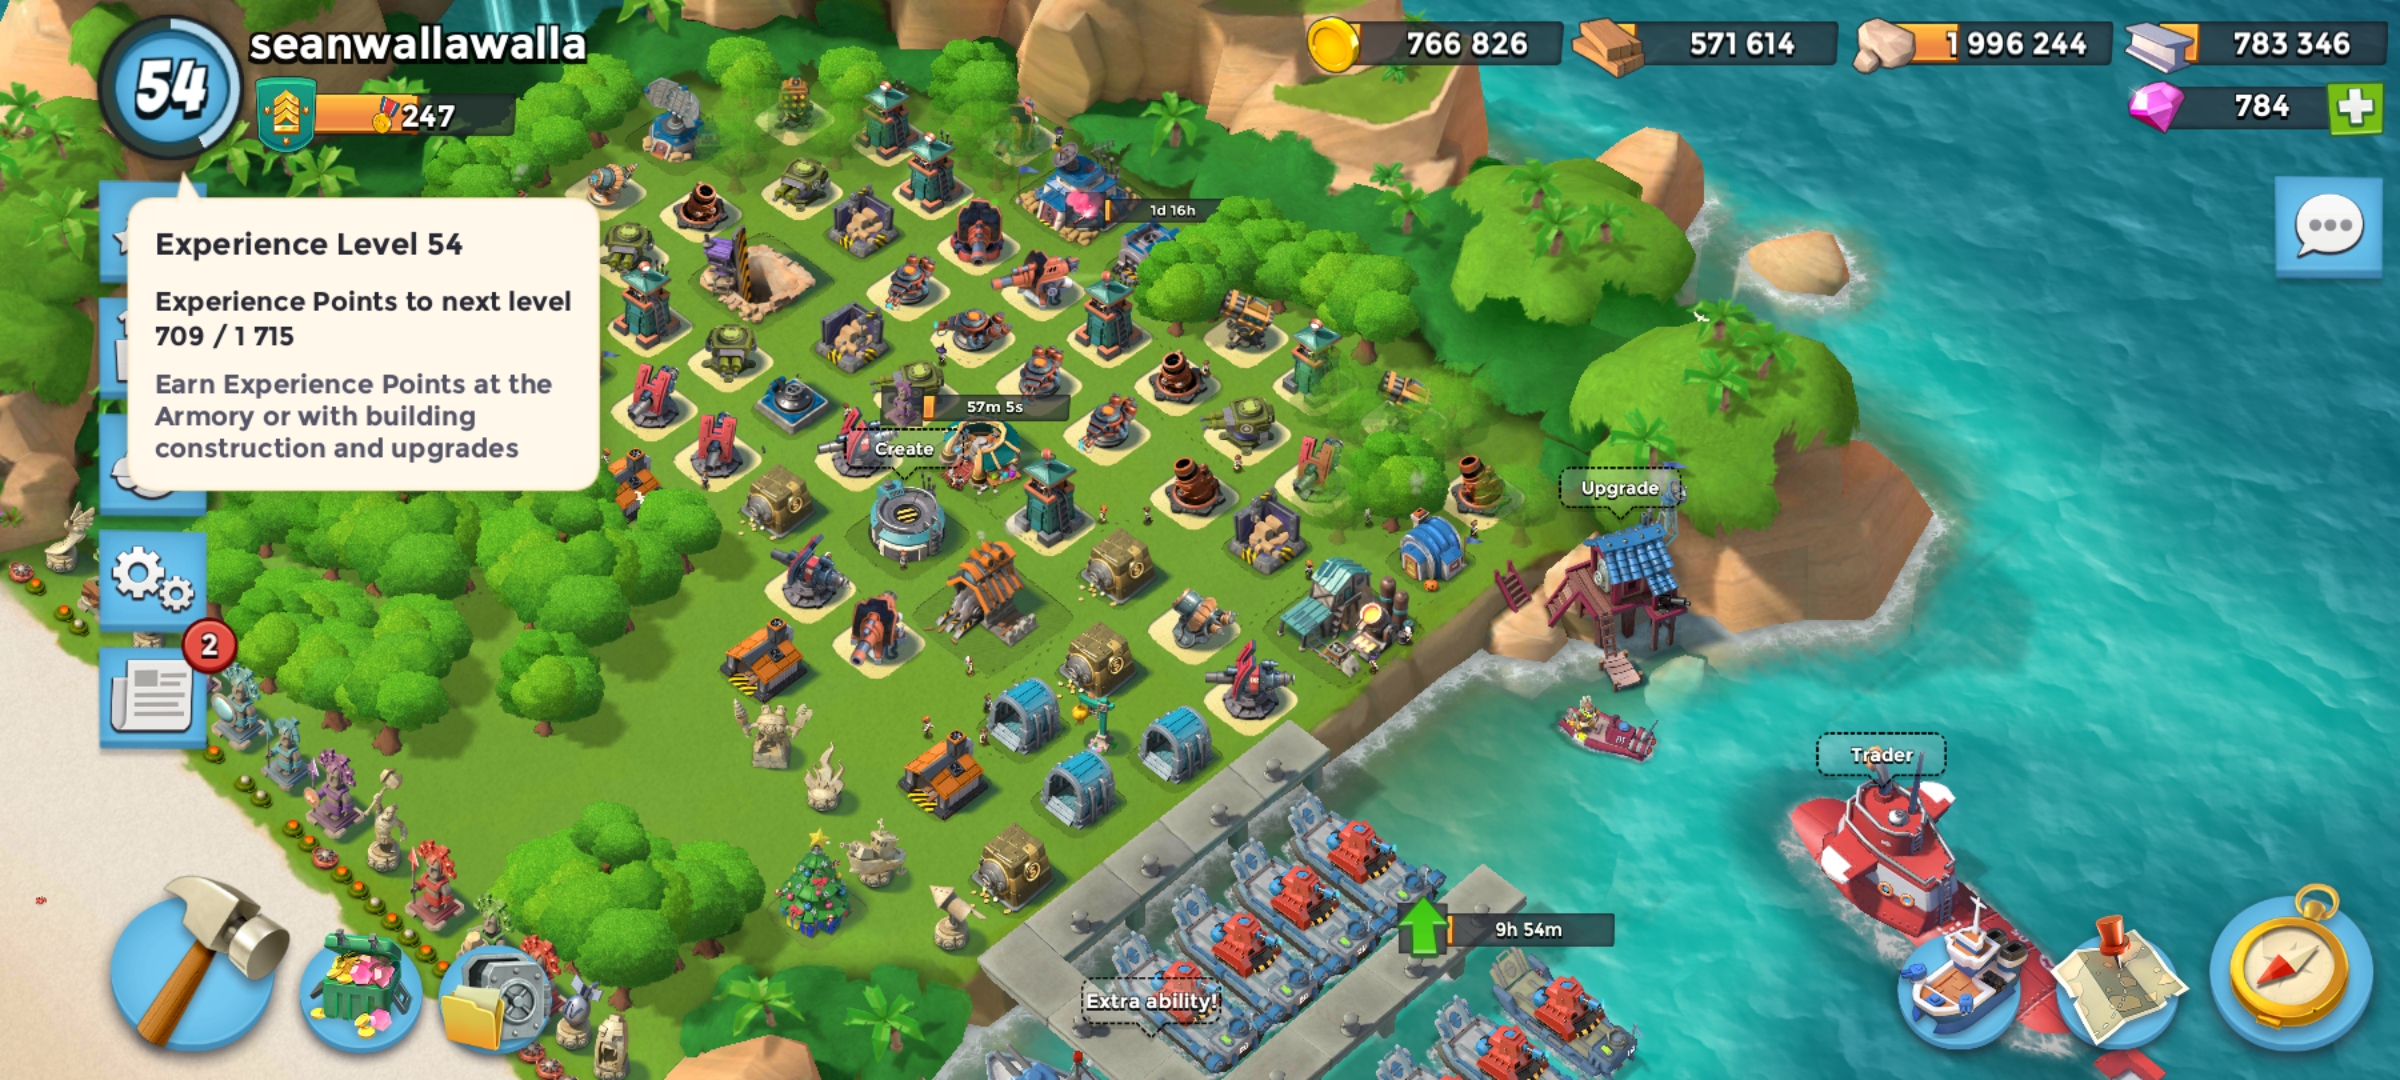 54
seanwallawalla
247
766 826
571 614
1 996 244
783 346
784
1d 16h
Experience Level 54
Experience Points to next level
709 / 1 715
Earn Experience Points at the
Armory or with building
construction and upgrades
57m 5s
Create
Upgrade
2
Trader
9h 54m
Extra ability!